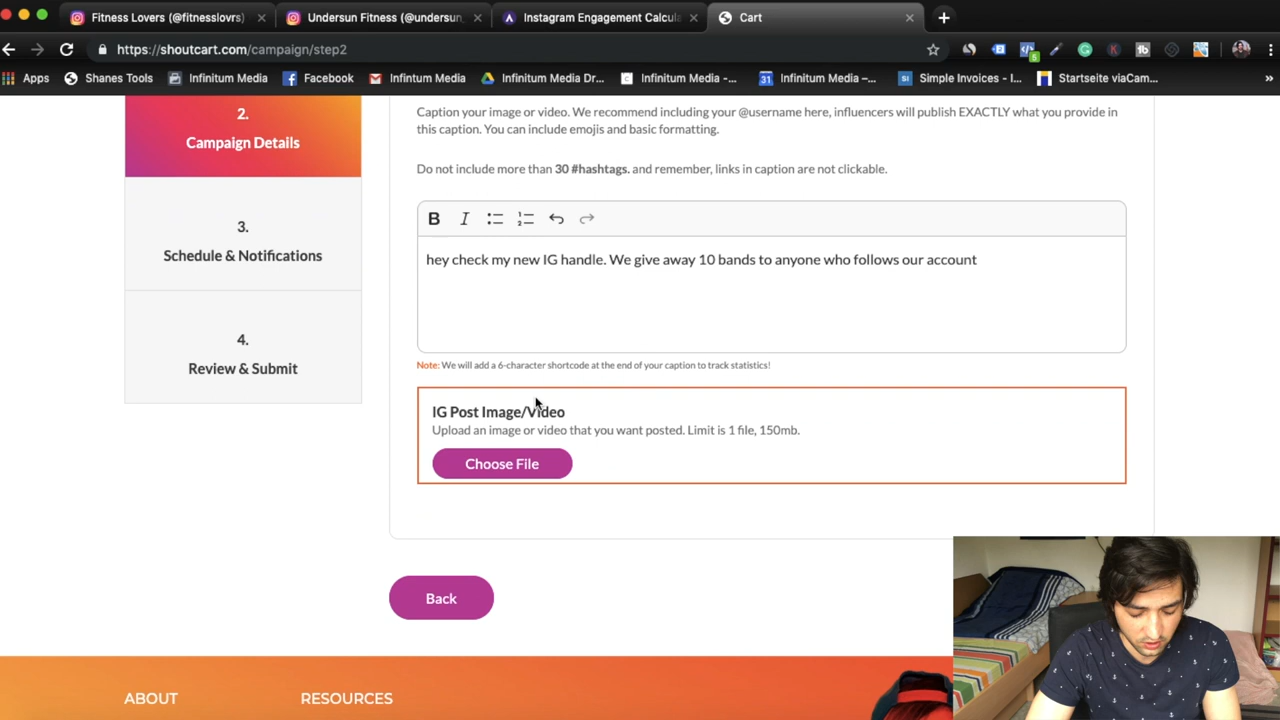 Fitness Lovers (@fitnesslovrs)
Undersun Fitness (@undersun_
Instagram Engagement Calcula
Cart
https://shoutcart.com/campaign/step2
Apps
Shanes Tools
Infinitum Media
Facebook
Infintum Media
Infinitum Media Dr...
Infinitum Media -...
31
Infinitum Media –...
SI
Simple Invoices - I...
Startseite viaCam...
»
2.
Campaign Details
3.
Schedule & Notifications
4.
Review & Submit
Caption your image or video. We recommend including your @username here, influencers will publish EXACTLY what you provide in
this caption. You can include emojis and basic formatting.
Do not include more than 30 #hashtags. and remember, links in caption are not clickable.
B I
hey check my new IG handle. We give away 10 bands to anyone who follows our account
Note: We will add a 6-character shortcode at the end of your caption to track statistics!
IG Post Image/Video
Upload an image or video that you want posted. Limit is 1 file, 150mb.
Choose File
Back
ABOUT
RESOURCES